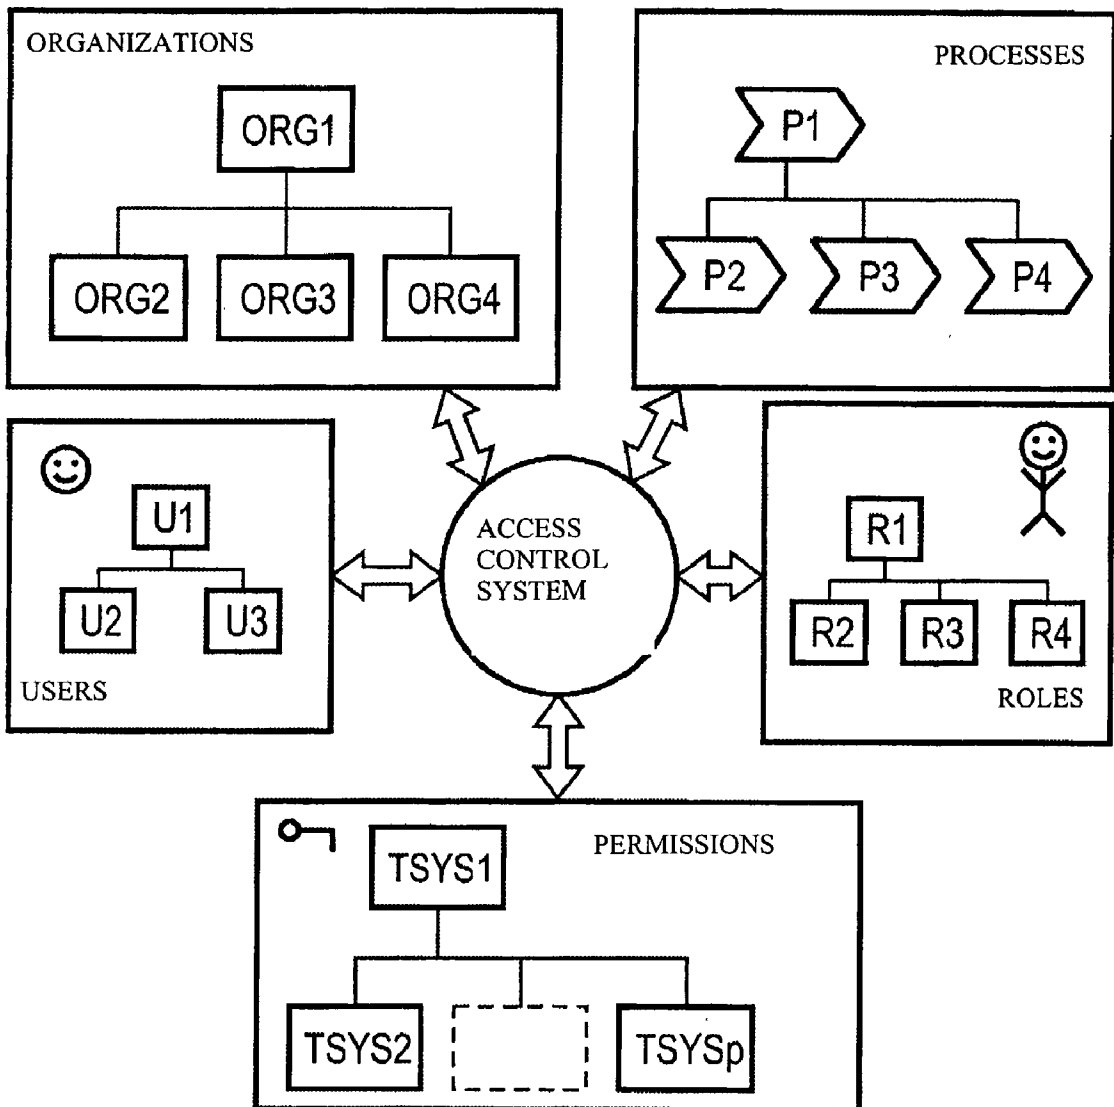 ORGANIZATIONS
ORG1
ORG2 ORG3 ORG4
PROCESSES
P1
P2 P3 P4
U1
U2 U3
USERS
ACCESS
CONTROL
SYSTEM
R1
R2 R3 R4
ROLES
PERMISSIONS
TSYS1
TSYS2 TSYSp